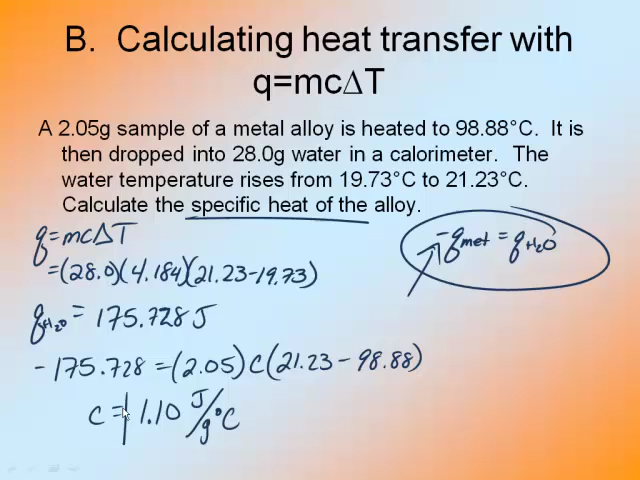 B. Calculating heat transfer with
q=mc∆T
A 2.05g sample of a metal alloy is heated to 98.88°C. It is
then dropped into 28.0g water in a calorimeter. The
water temperature rises from 19.73°C to 21.23°C.
Calculate the specific heat of the alloy.
q=mc∆T
=(28.0)(4.184)(21.23-19.73)
-qmet = qH₂O
qH₂O = 175.728J
-175.728 =(2.05) C(21.23 - 98.88)
c = 1.10 J/g°C